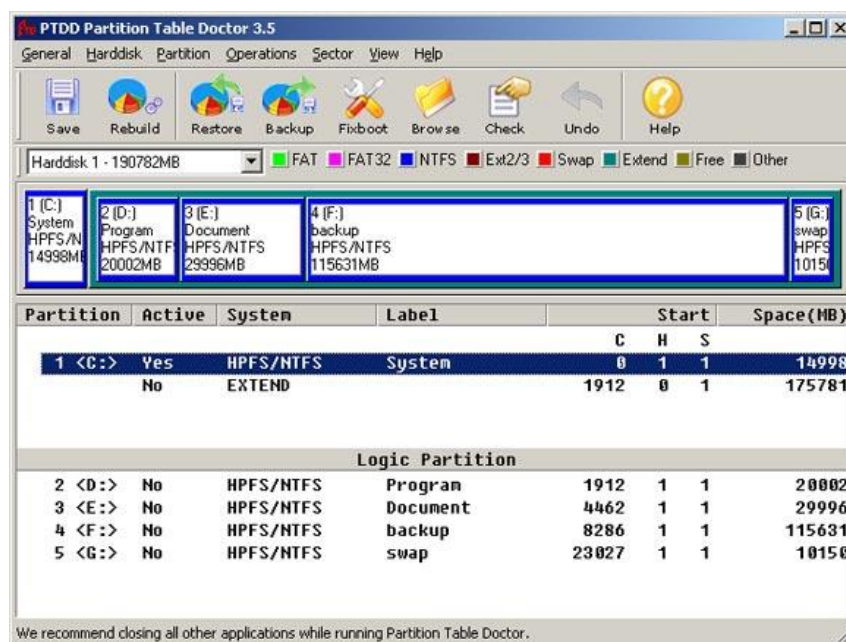 PTDD Partition Table Doctor 3.5
General Harddisk Partition Operations Sector View Help
Save Rebuild Restore Backup Fixboot Browse Check Undo Help
Harddisk 1 - 190782MB FAT FAT32 NTFS Ext2/3 Swap Extend Free Other
1 (C:) 2 (D:) 3 (E:) 4 (F:) 5 (G:)
System Program Document backup swap
HPFS/N HPFS/NTF HPFS/NTFS HPFS/NTFS HPFS
14998M 20002MB 29996MB 115631MB 1015
Partition Active System Label Start Space(MB)
C H S
1 <C:> Yes HPFS/NTFS System 0 1 1 14998
No EXTEND 1912 0 1 175781
Logic Partition
2 <D:> No HPFS/NTFS Program 1912 1 1 20002
3 <E:> No HPFS/NTFS Document 4462 1 1 29996
4 <F:> No HPFS/NTFS backup 8286 1 1 115631
5 <G:> No HPFS/NTFS swap 23027 1 1 10150
We recommend closing all other applications while running Partition Table Doctor.